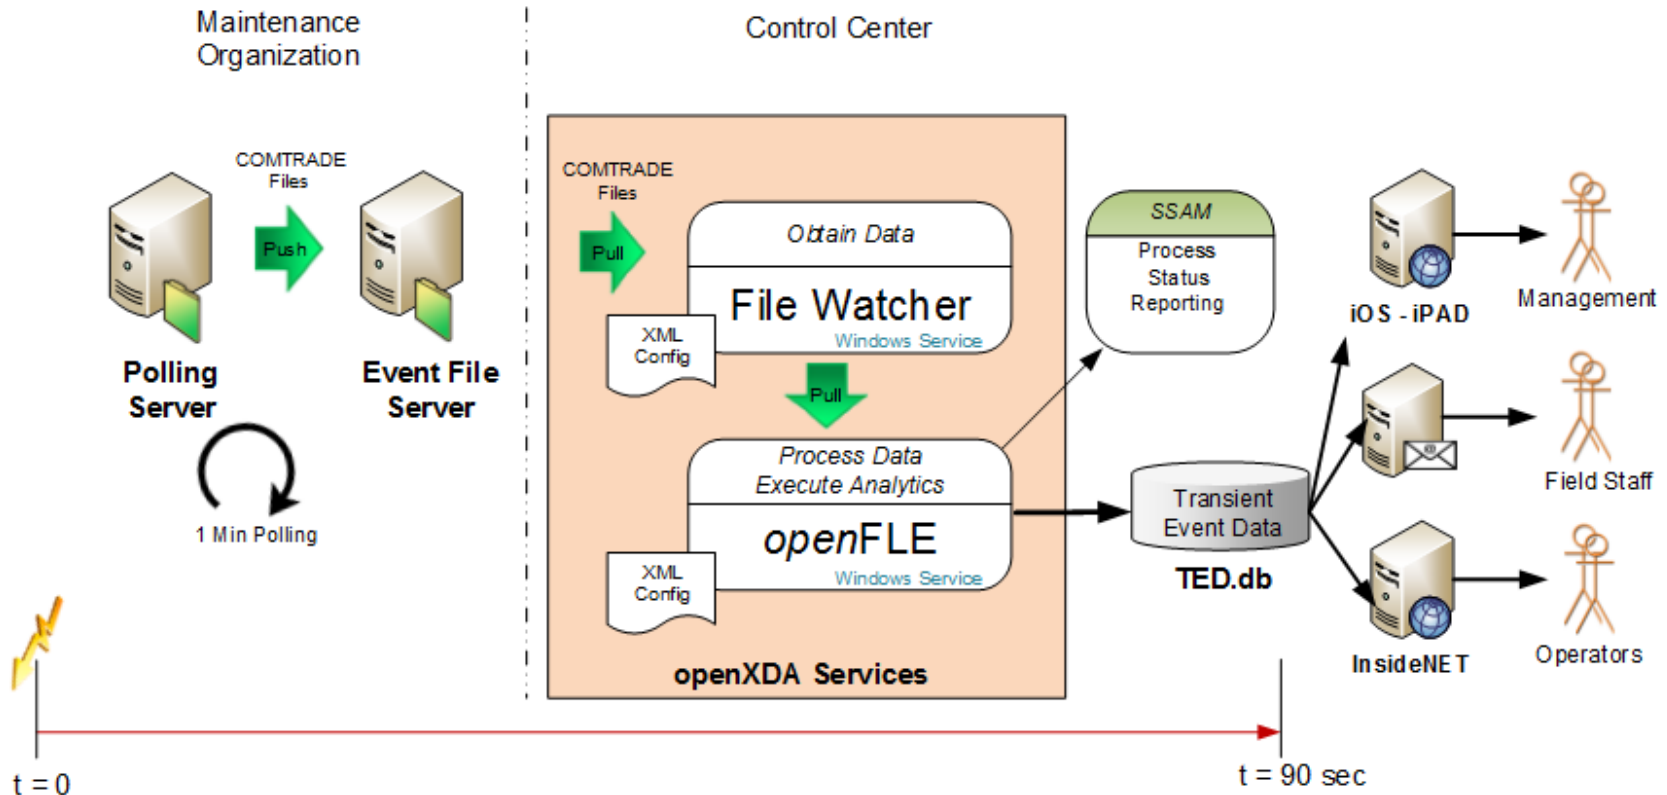 Maintenance
Organization
Control Center
COMTRADE
Files
Push
Polling
Server
Event File
Server
1 Min Polling
COMTRADE
Files
Pull
Obtain Data
File Watcher
Windows Service
XML
Config
Pull
Process Data
Execute Analytics
openFLE
Windows Service
XML
Config
openXDA Services
SSAM
Process
Status
Reporting
Transient
Event Data
TED.db
iOS - iPAD
Management
@
Field Staff
InsideNET
Operators
t = 0
t = 90 sec